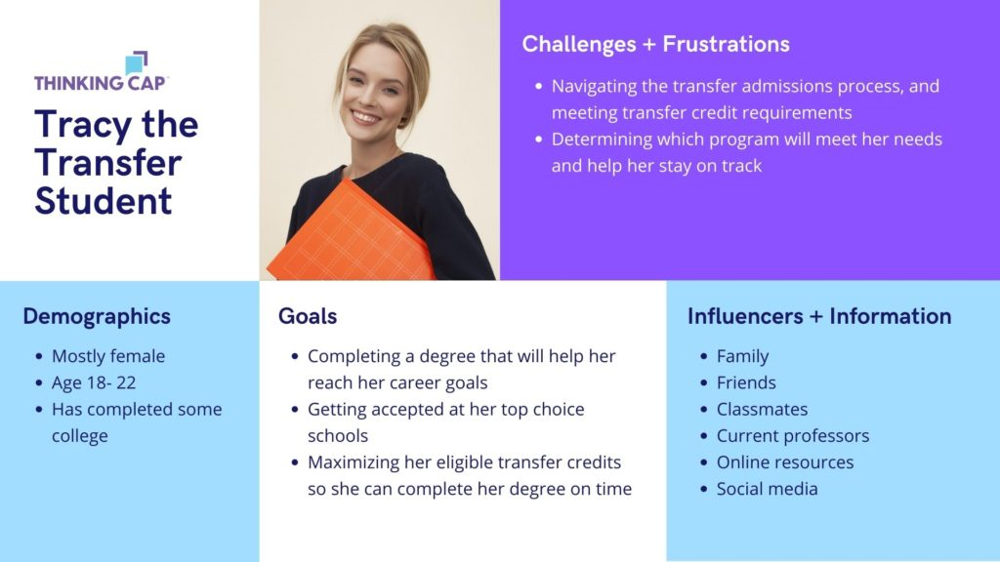 THINKING CAP™
Tracy the
Transfer
Student
Challenges + Frustrations
• Navigating the transfer admissions process, and
meeting transfer credit requirements
• Determining which program will meet her needs
and help her stay on track
Demographics
• Mostly female
• Age 18- 22
• Has completed some
college
Goals
• Completing a degree that will help her
reach her career goals
• Getting accepted at her top choice
schools
• Maximizing her eligible transfer credits
so she can complete her degree on time
Influencers + Information
• Family
• Friends
• Classmates
• Current professors
• Online resources
• Social media